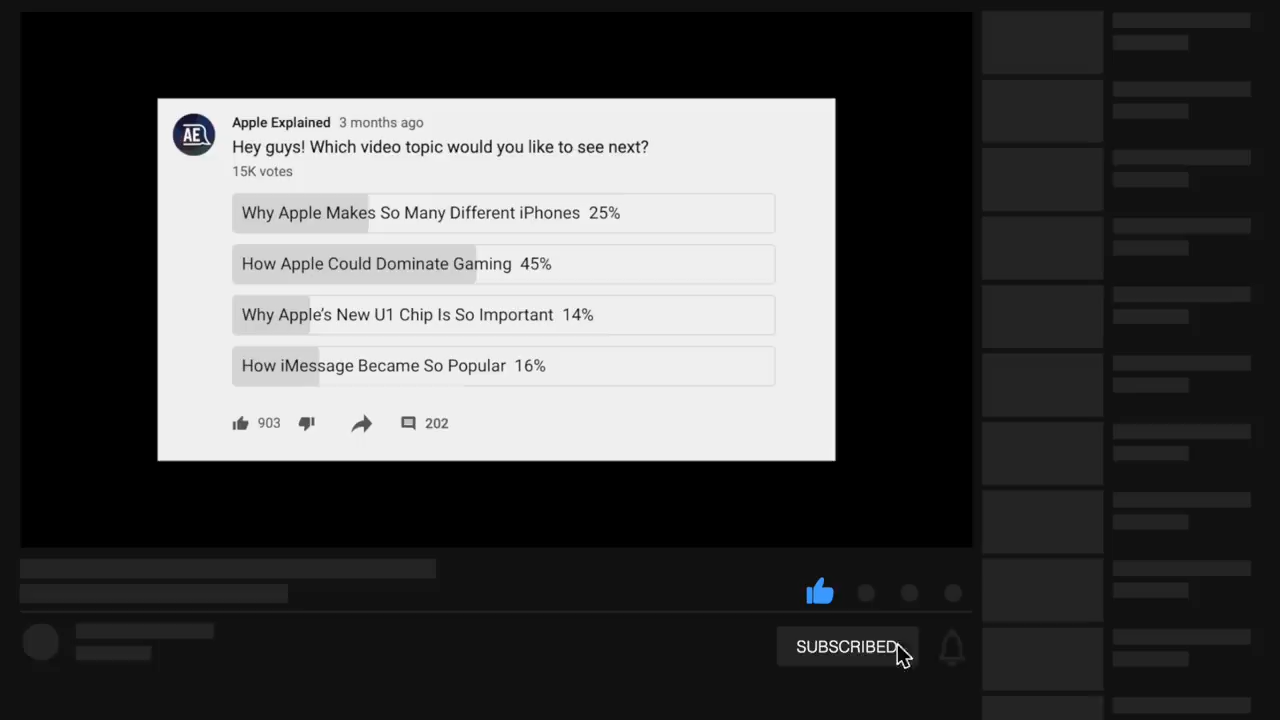 AE
Apple Explained 3 months ago
Hey guys! Which video topic would you like to see next?
15K votes
Why Apple Makes So Many Different iPhones 25%
How Apple Could Dominate Gaming 45%
Why Apple’s New U1 Chip Is So Important 14%
How iMessage Became So Popular 16%
903 202
SUBSCRIBED